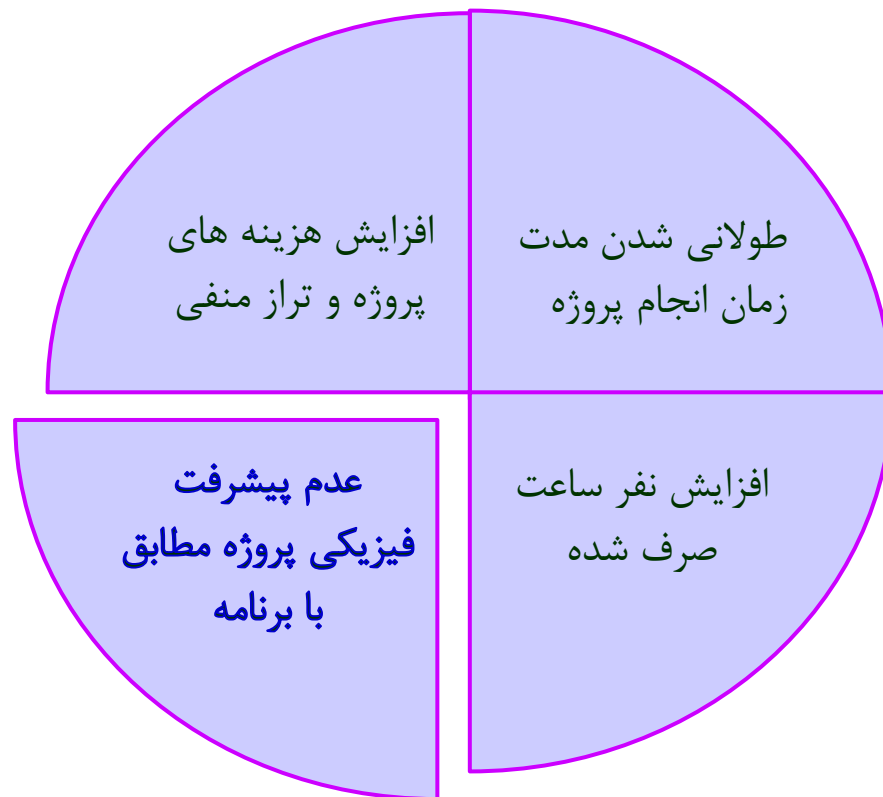 طولانی شدن مدت
زمان انجام پروژه
افزایش هزینه های
پروژه و تراز منفی
افزایش نفر ساعت
صرف شده
عدم پیشرفت
فیزیکی پروژه مطابق
با برنامه